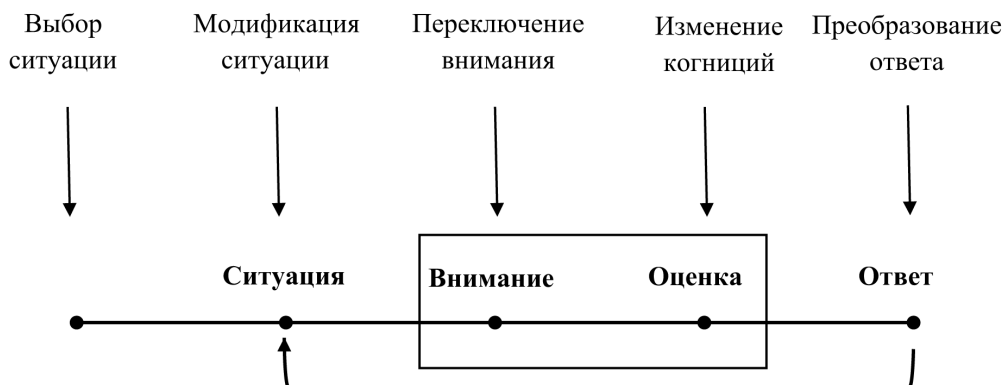 Выбор
ситуации
Модификация
ситуации
Переключение
внимания
Изменение
когниций
Преобразование
ответа
Ситуация
Внимание
Оценка
Ответ